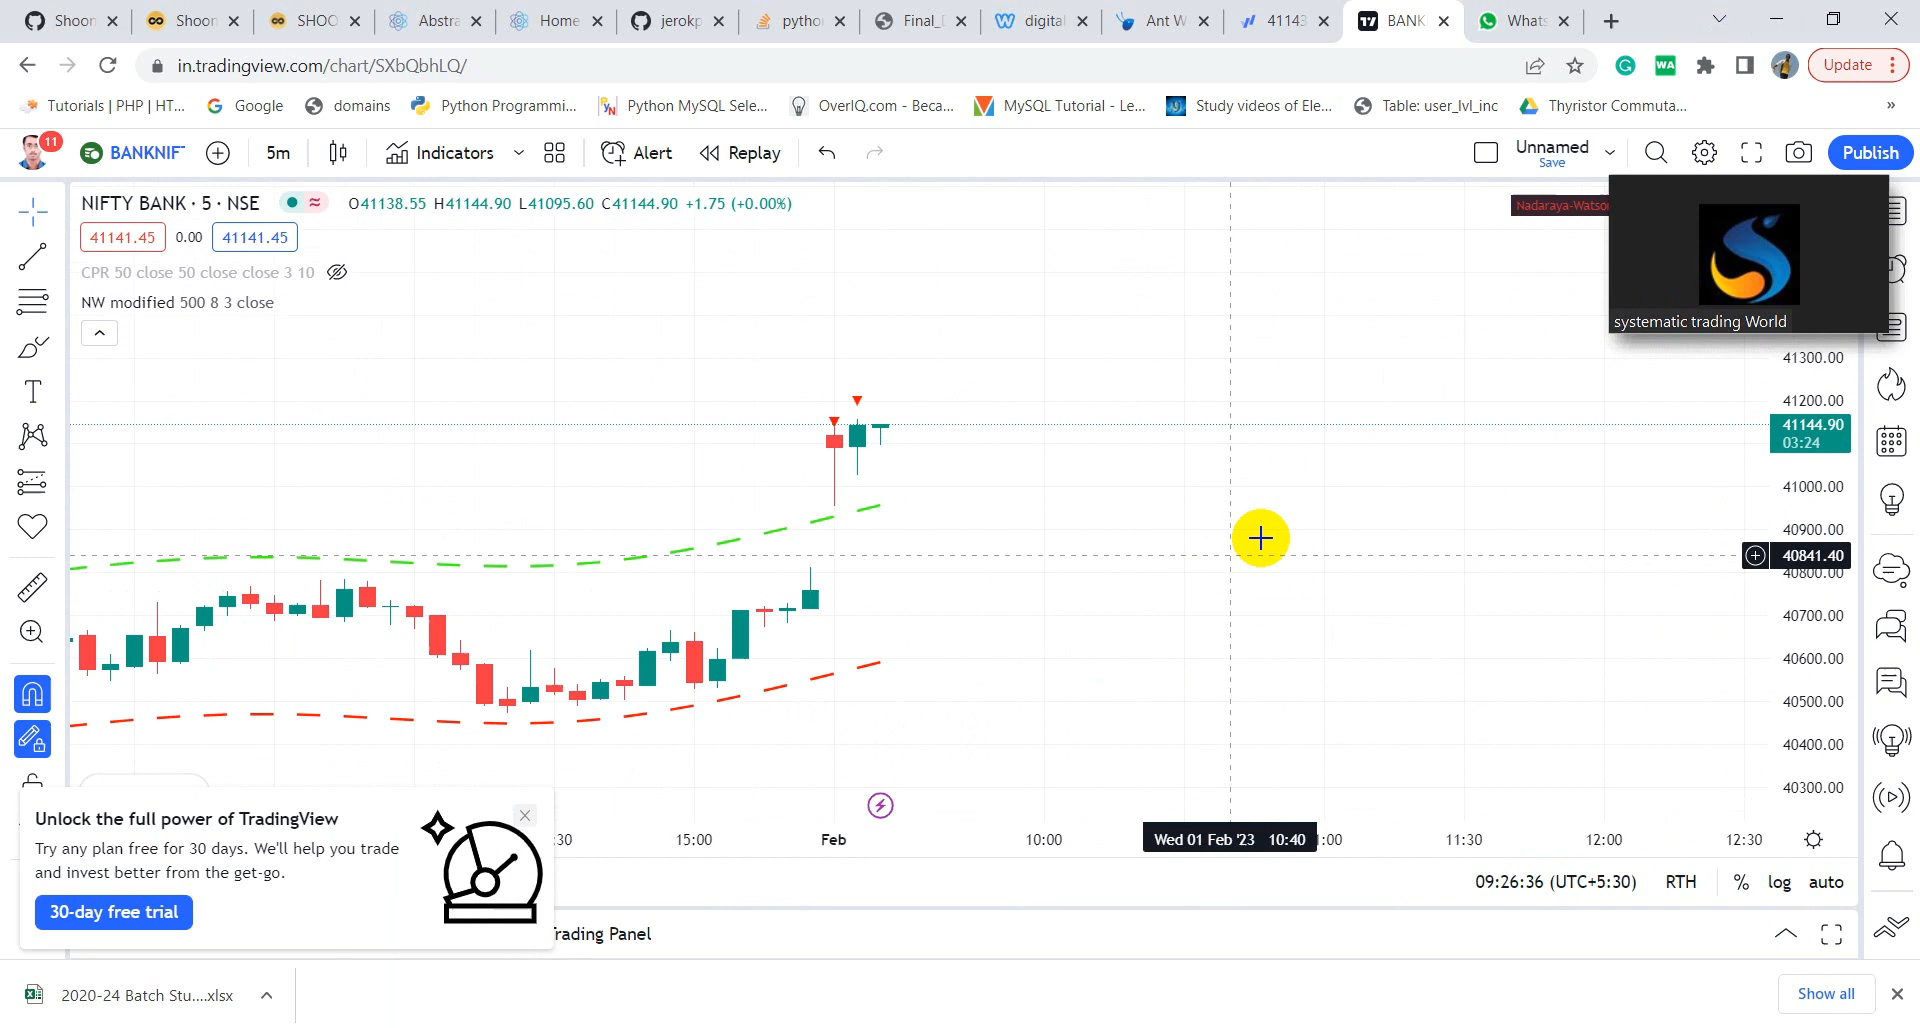 Shoon
Shoon
SHOO
Abstra
Home
jerokp
pythor
Final_
digital
Ant W
41143
BANK
Whats
in.tradingview.com/chart/SXbQbhLQ/
WA
Update
Tutorials | PHP | HT...
Google
domains
Python Programmi...
Python MySQL Sele...
OverIQ.com - Beca...
MySQL Tutorial - Le...
Study videos of Ele...
Table: user_lvl_inc
Thyristor Commuta...
»
11
BANKNIF
5m
Indicators
Alert
Replay
Unnamed
Save
Publish
NIFTY BANK · 5 · NSE
O41138.55 H41144.90 L41095.60 C41144.90 +1.75 (+0.00%)
Nadaraya-Watson
41141.45
0.00
41141.45
CPR 50 close 50 close close 3 10
NW modified 500 8 3 close
systematic trading World
41300.00
41200.00
41144.90
03:24
41000.00
40900.00
40841.40
40800.00
40700.00
40600.00
40500.00
40400.00
40300.00
:30
15:00
Feb
10:00
Wed 01 Feb '23 10:40
:00
11:30
12:00
12:30
Unlock the full power of TradingView
Try any plan free for 30 days. We'll help you trade
and invest better from the get-go.
30-day free trial
09:26:36 (UTC+5:30)
RTH
%
log
auto
Trading Panel
2020-24 Batch Stu....xlsx
Show all